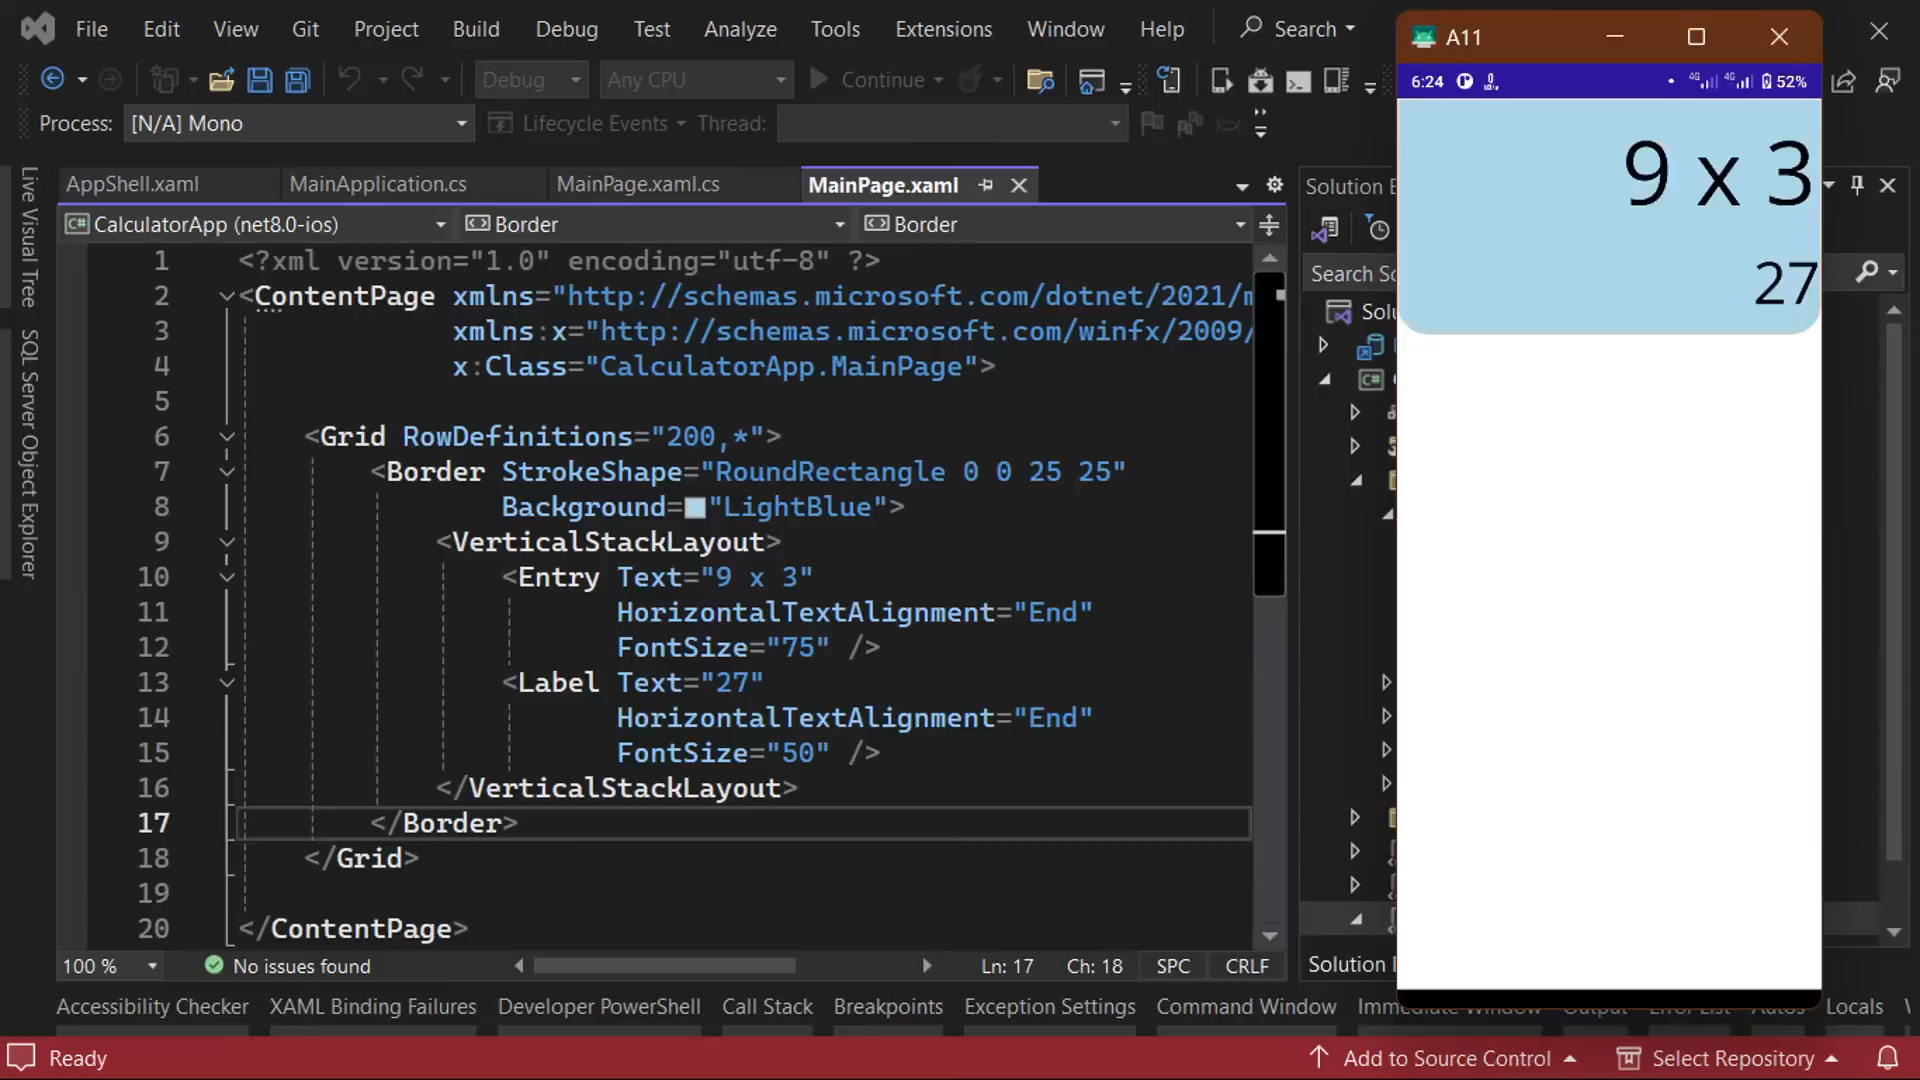 File Edit View Git Project Build Debug Test Analyze Tools Extensions Window Help Search
Debug Any CPU Continue
Process: [N/A] Mono Lifecycle Events Thread:
Live Visual Tree
SQL Server Object Explorer
AppShell.xaml MainApplication.cs MainPage.xaml.cs MainPage.xaml
CalculatorApp (net8.0-ios) Border Border
1 <?xml version="1.0" encoding="utf-8" ?>
2 <ContentPage xmlns="http://schemas.microsoft.com/dotnet/2021/
3 xmlns:x="http://schemas.microsoft.com/winfx/2009/
4 x:Class="CalculatorApp.MainPage">
5
6 <Grid RowDefinitions="200,*">
7 <Border StrokeShape="RoundRectangle 0 0 25 25"
8 Background="LightBlue">
9 <VerticalStackLayout>
10 <Entry Text="9 x 3"
11 HorizontalTextAlignment="End"
12 FontSize="75" />
13 <Label Text="27"
14 HorizontalTextAlignment="End"
15 FontSize="50" />
16 </VerticalStackLayout>
17 </Border>
18 </Grid>
19
20 </ContentPage>
100 % No issues found Ln: 17 Ch: 18 SPC CRLF
Solution
Search
A11
6:24 4G 4G 52%
9 x 3
27
Solution
Accessibility Checker XAML Binding Failures Developer PowerShell Call Stack Breakpoints Exception Settings Command Window Immediate Window Output Error List Autos Locals
Ready Add to Source Control Select Repository